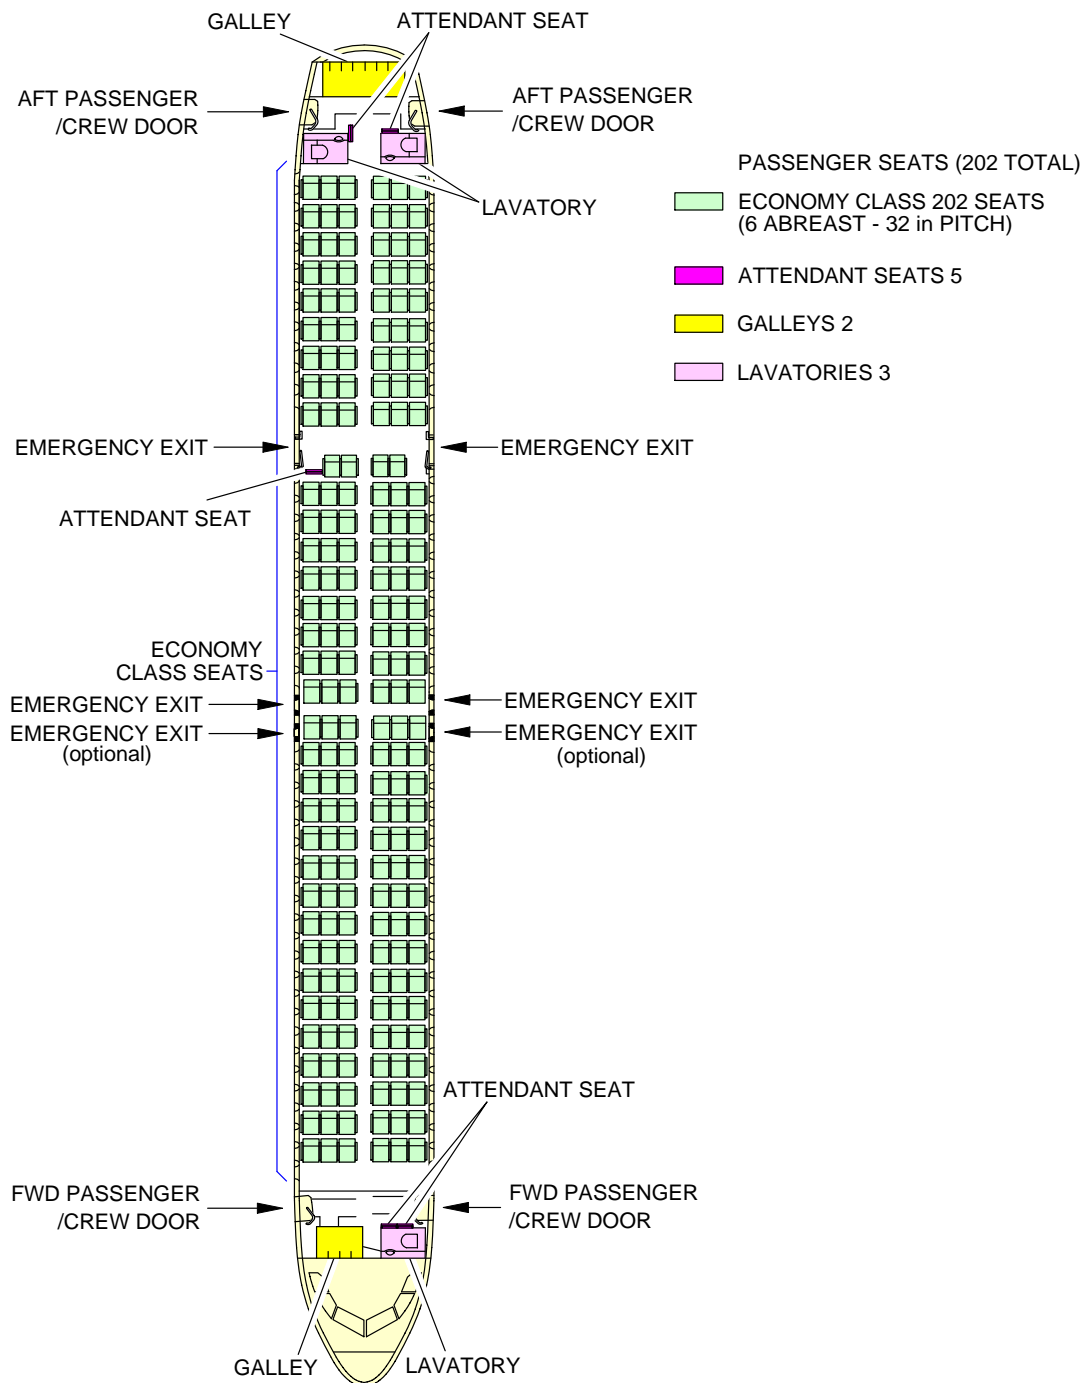 GALLEY
ATTENDANT SEAT
AFT PASSENGER
/CREW DOOR
AFT PASSENGER
/CREW DOOR
PASSENGER SEATS (202 TOTAL)
ECONOMY CLASS 202 SEATS
(6 ABREAST - 32 in PITCH)
ATTENDANT SEATS 5
GALLEYS 2
LAVATORIES 3
LAVATORY
EMERGENCY EXIT
EMERGENCY EXIT
ATTENDANT SEAT
ECONOMY
CLASS SEATS
EMERGENCY EXIT
EMERGENCY EXIT
EMERGENCY EXIT
(optional)
EMERGENCY EXIT
(optional)
ATTENDANT SEAT
FWD PASSENGER
/CREW DOOR
FWD PASSENGER
/CREW DOOR
GALLEY
LAVATORY